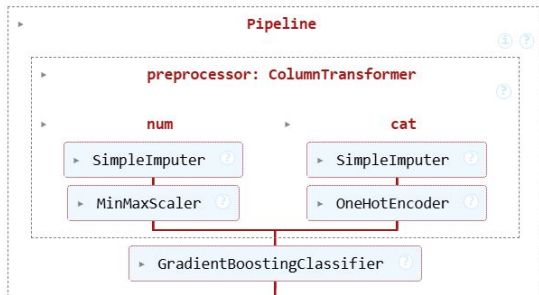 Pipeline
preprocessor: ColumnTransformer
num cat
SimpleImputer SimpleImputer
MinMaxScaler OneHotEncoder
GradientBoostingClassifier